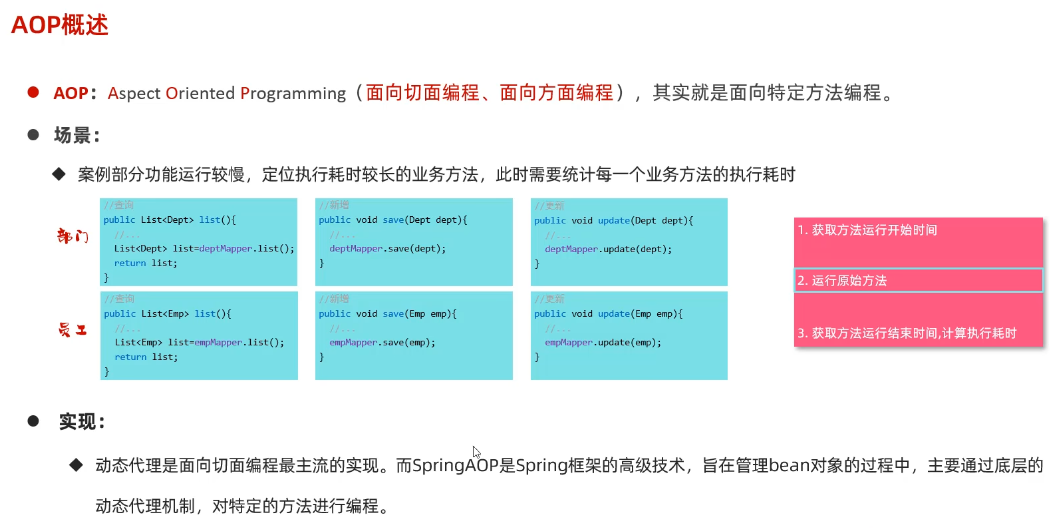 AOP概述
AOP：Aspect Oriented Programming（面向切面编程、面向方面编程），其实就是面向特定方法编程。
场景：
案例部分功能运行较慢，定位执行耗时较长的业务方法，此时需要统计每一个业务方法的执行耗时
部门
//查询
public List<Dept> list(){
//...
List<Dept> list=deptMapper.list();
return list;
}
//新增
public void save(Dept dept){
//...
deptMapper.save(dept);
}
//更新
public void update(Dept dept){
//...
deptMapper.update(dept);
}
员工
//查询
public List<Emp> list(){
//...
List<Emp> list=empMapper.list();
return list;
}
//新增
public void save(Emp emp){
//...
empMapper.save(emp);
}
//更新
public void update(Emp emp){
//...
empMapper.update(emp);
}
1. 获取方法运行开始时间
2. 运行原始方法
3. 获取方法运行结束时间,计算执行耗时
实现：
动态代理是面向切面编程最主流的实现。而SpringAOP是Spring框架的高级技术，旨在管理bean对象的过程中，主要通过底层的
动态代理机制，对特定的方法进行编程。